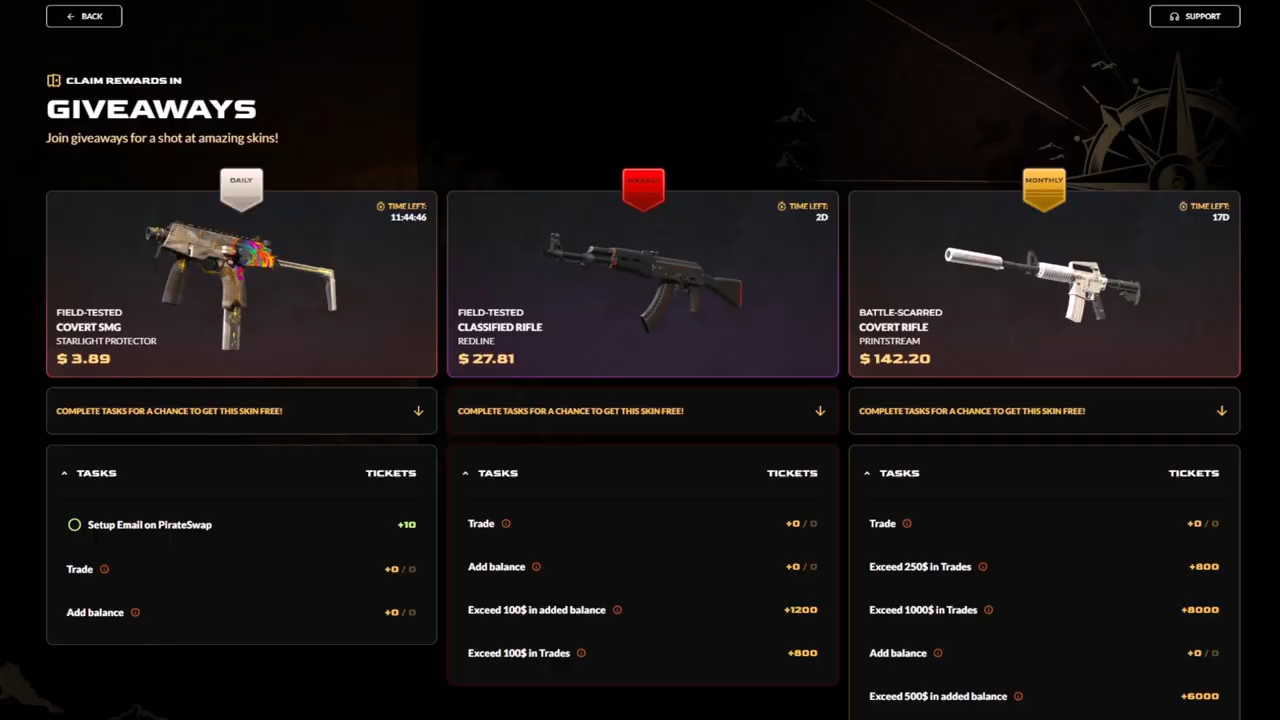 BACK
SUPPORT
CLAIM REWARDS IN
GIVEAWAYS
Join giveaways for a shot at amazing skins!
DAILY
TIME LEFT:
11:44:46
FIELD-TESTED
COVERT SMG
STARLIGHT PROTECTOR
$ 3.89
WEEKLY
TIME LEFT:
2D
FIELD-TESTED
CLASSIFIED RIFLE
REDLINE
$ 27.81
MONTHLY
TIME LEFT:
17D
BATTLE-SCARRED
COVERT RIFLE
PRINTSTREAM
$ 142.20
COMPLETE TASKS FOR A CHANCE TO GET THIS SKIN FREE!
COMPLETE TASKS FOR A CHANCE TO GET THIS SKIN FREE!
COMPLETE TASKS FOR A CHANCE TO GET THIS SKIN FREE!
TASKS TICKETS
Setup Email on PirateSwap +10
Trade +0 / 0
Add balance +0 / 0
TASKS TICKETS
Trade +0 / 0
Add balance +0 / 0
Exceed 100$ in added balance +1200
Exceed 100$ in Trades +800
TASKS TICKETS
Trade +0 / 0
Exceed 250$ in Trades +800
Exceed 1000$ in Trades +8000
Add balance +0 / 0
Exceed 500$ in added balance +6000